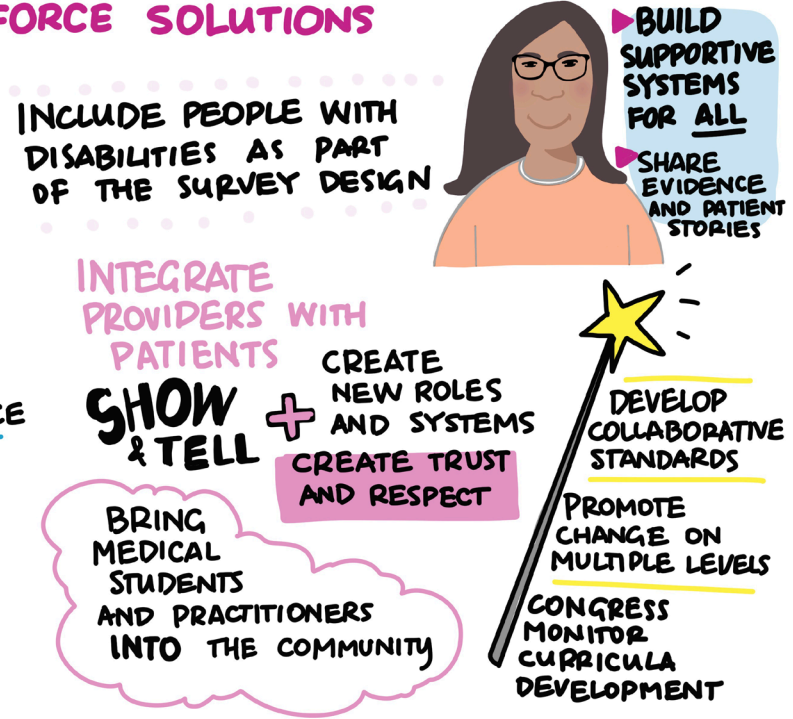 FORCE SOLUTIONS
INCLUDE PEOPLE WITH
DISABILITIES AS PART
OF THE SURVEY DESIGN
BUILD
SUPPORTIVE
SYSTEMS
FOR ALL
SHARE
EVIDENCE
AND PATIENT
STORIES
INTEGRATE
PROVIDERS WITH
PATIENTS
SHOW
& TELL
+
CREATE
NEW ROLES
AND SYSTEMS
CREATE TRUST
AND RESPECT
BRING
MEDICAL
STUDENTS
AND PRACTITIONERS
INTO THE COMMUNITY
DEVELOP
COLLABORATIVE
STANDARDS
PROMOTE
CHANGE ON
MULTIPLE LEVELS
CONGRESS
MONITOR
CURRICULA
DEVELOPMENT